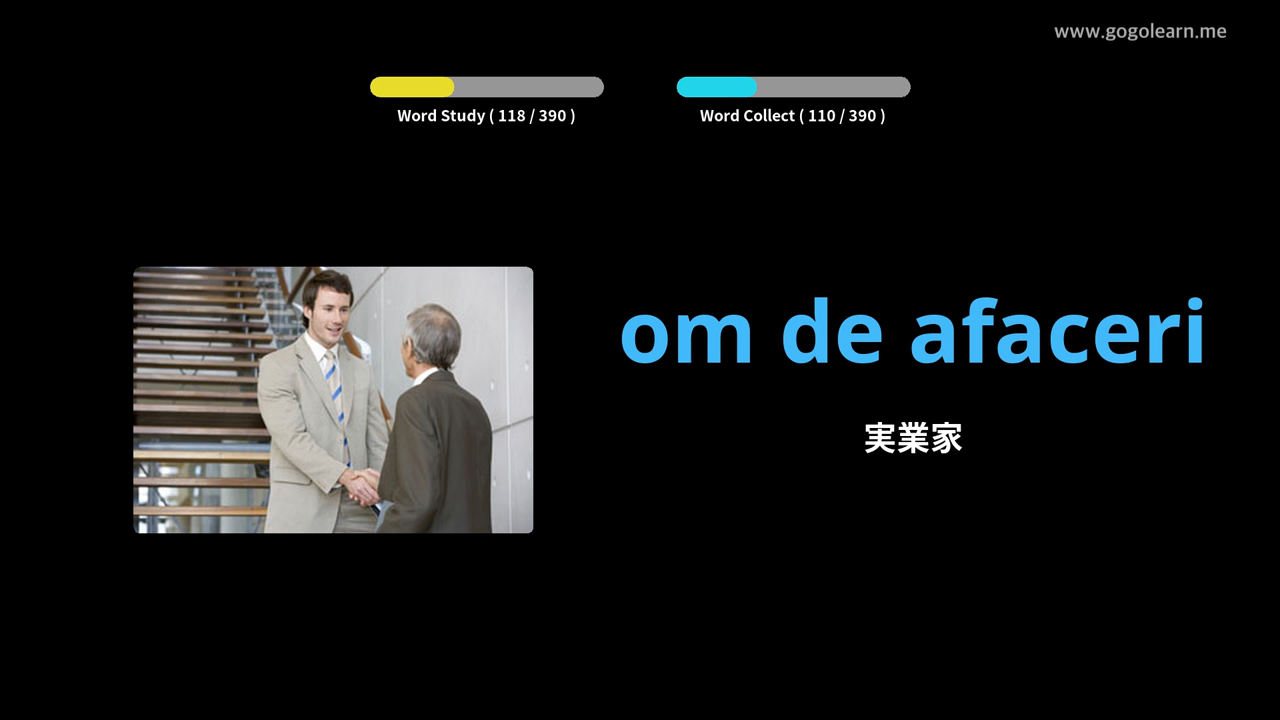 www.gogolearn.me
Word Study ( 118 / 390 )
Word Collect ( 110 / 390 )
om de afaceri
実業家